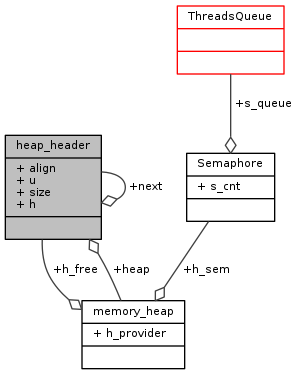 ThreadsQueue
+s_queue
heap_header
+ align
+ u
+ size
+ h
+next
Semaphore
+ s_cnt
+h_free
+heap
+h_sem
memory_heap
+ h_provider